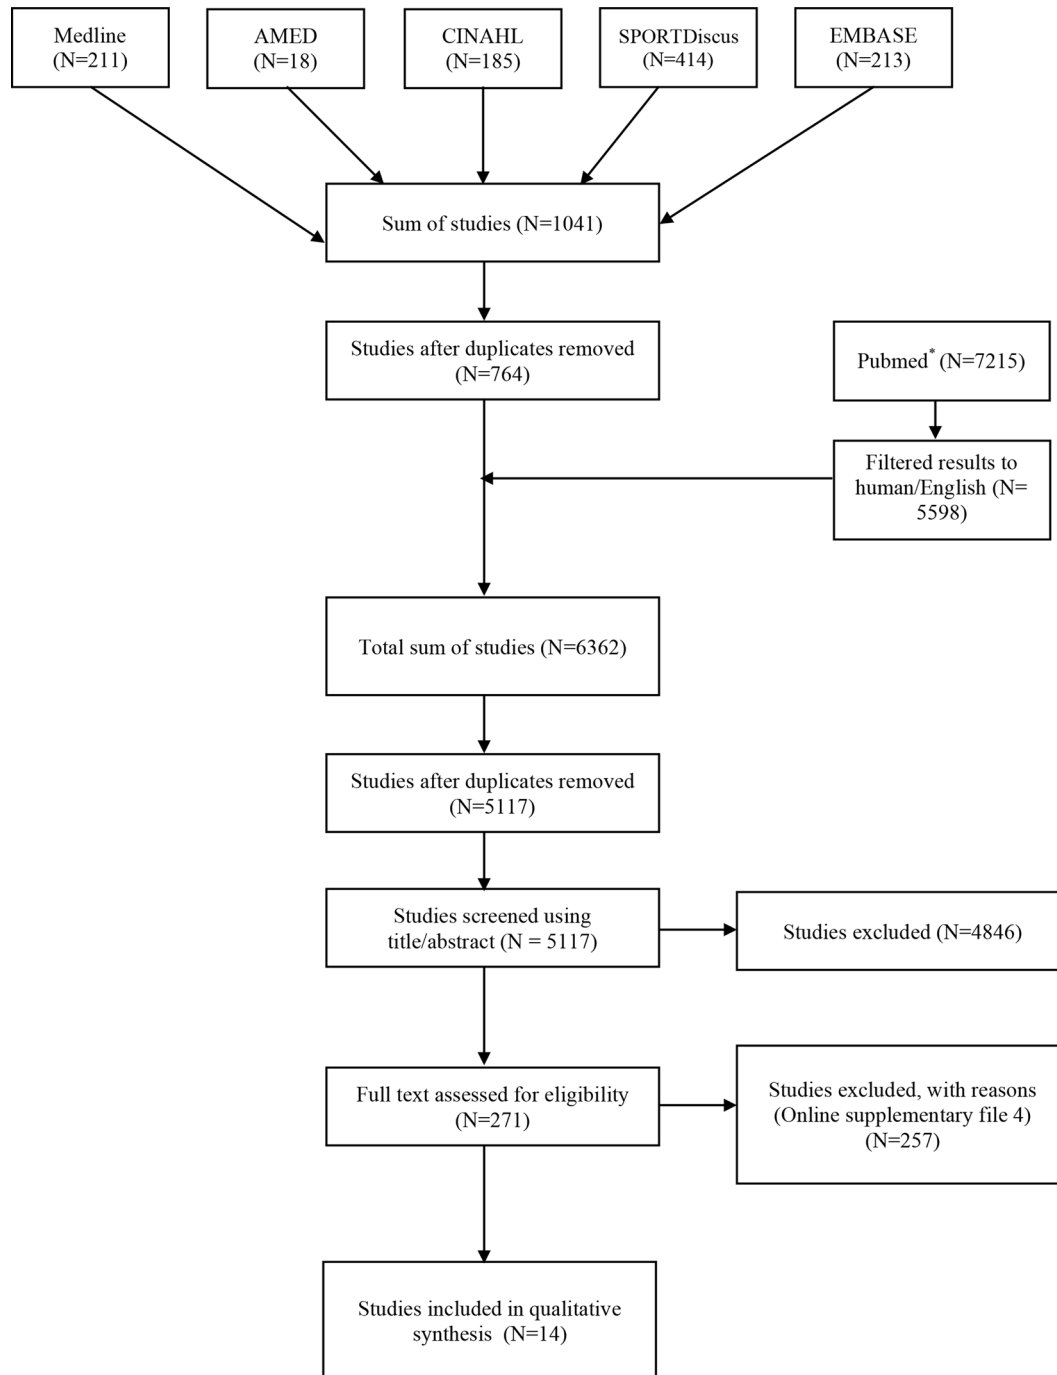 Medline
(N=211)
AMED
(N=18)
CINAHL
(N=185)
SPORTDiscus
(N=414)
EMBASE
(N=213)
Sum of studies (N=1041)
Studies after duplicates removed
(N=764)
Pubmed* (N=7215)
Filtered results to
human/English (N=
5598)
Total sum of studies (N=6362)
Studies after duplicates removed
(N=5117)
Studies screened using
title/abstract (N = 5117)
Studies excluded (N=4846)
Full text assessed for eligibility
(N=271)
Studies excluded, with reasons
(Online supplementary file 4)
(N=257)
Studies included in qualitative
synthesis (N=14)